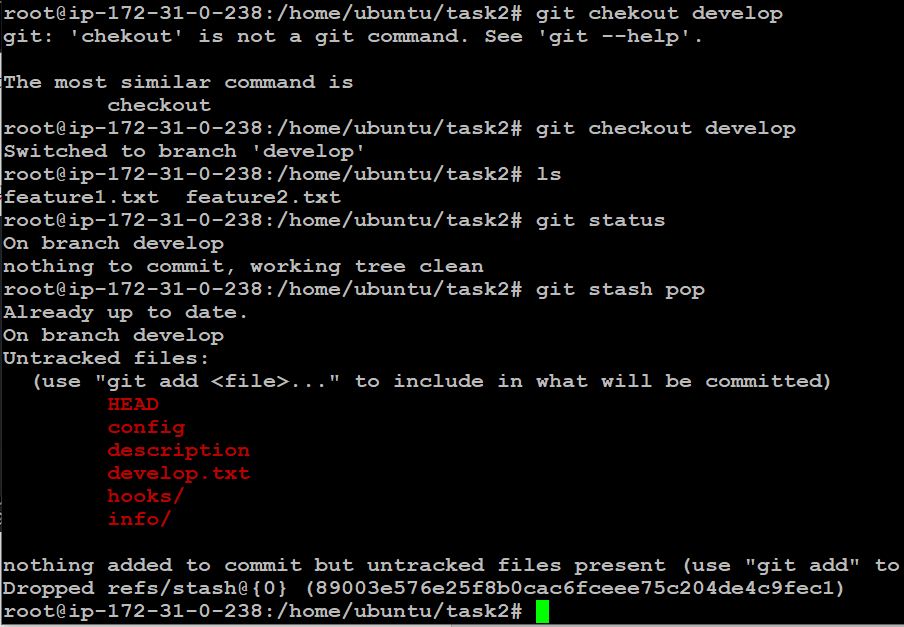 root@ip-172-31-0-238:/home/ubuntu/task2# git chekout develop
git: 'chekout' is not a git command. See 'git --help'.
The most similar command is
checkout
root@ip-172-31-0-238:/home/ubuntu/task2# git checkout develop
Switched to branch 'develop'
root@ip-172-31-0-238:/home/ubuntu/task2# ls
feature1.txt  feature2.txt
root@ip-172-31-0-238:/home/ubuntu/task2# git status
On branch develop
nothing to commit, working tree clean
root@ip-172-31-0-238:/home/ubuntu/task2# git stash pop
Already up to date.
On branch develop
Untracked files:
(use "git add <file>..." to include in what will be committed)
HEAD
config
description
develop.txt
hooks/
info/
nothing added to commit but untracked files present (use "git add" to
Dropped refs/stash@{0} (89003e576e25f8b0cac6fceee75c204de4c9fec1)
root@ip-172-31-0-238:/home/ubuntu/task2#